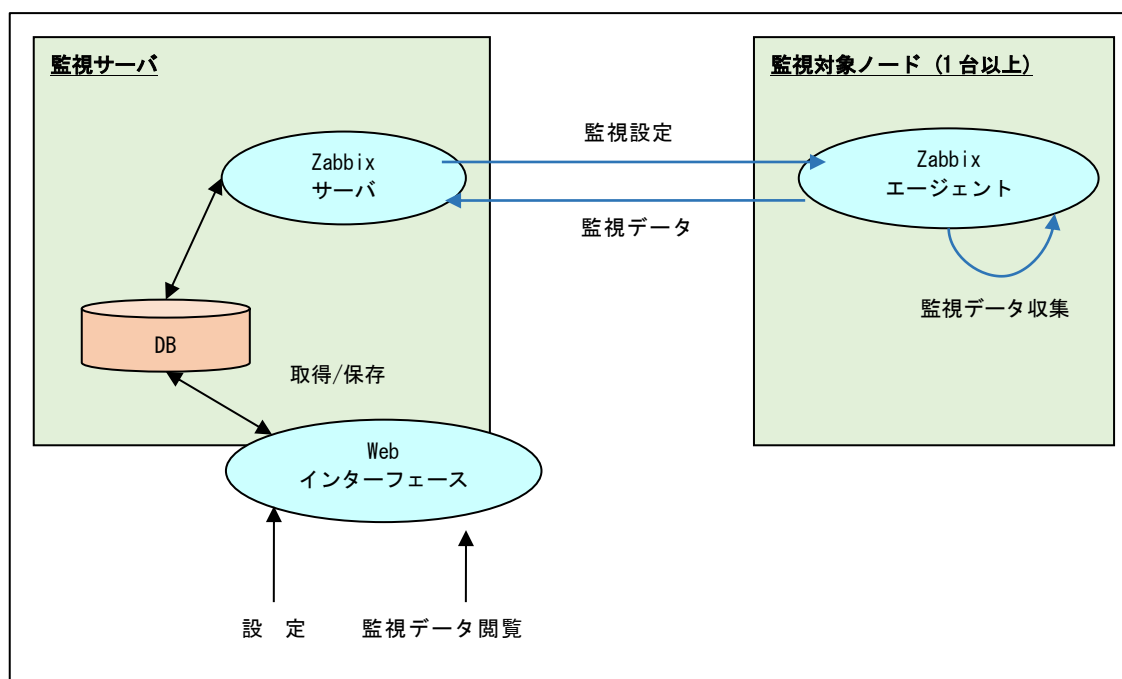 監視サーバ
監視対象ノード (1台以上)
監視設定
Zabbix
サーバ
Zabbix
エージェント
監視データ
監視データ収集
DB
取得/保存
Web
インターフェース
設　定
監視データ閲覧